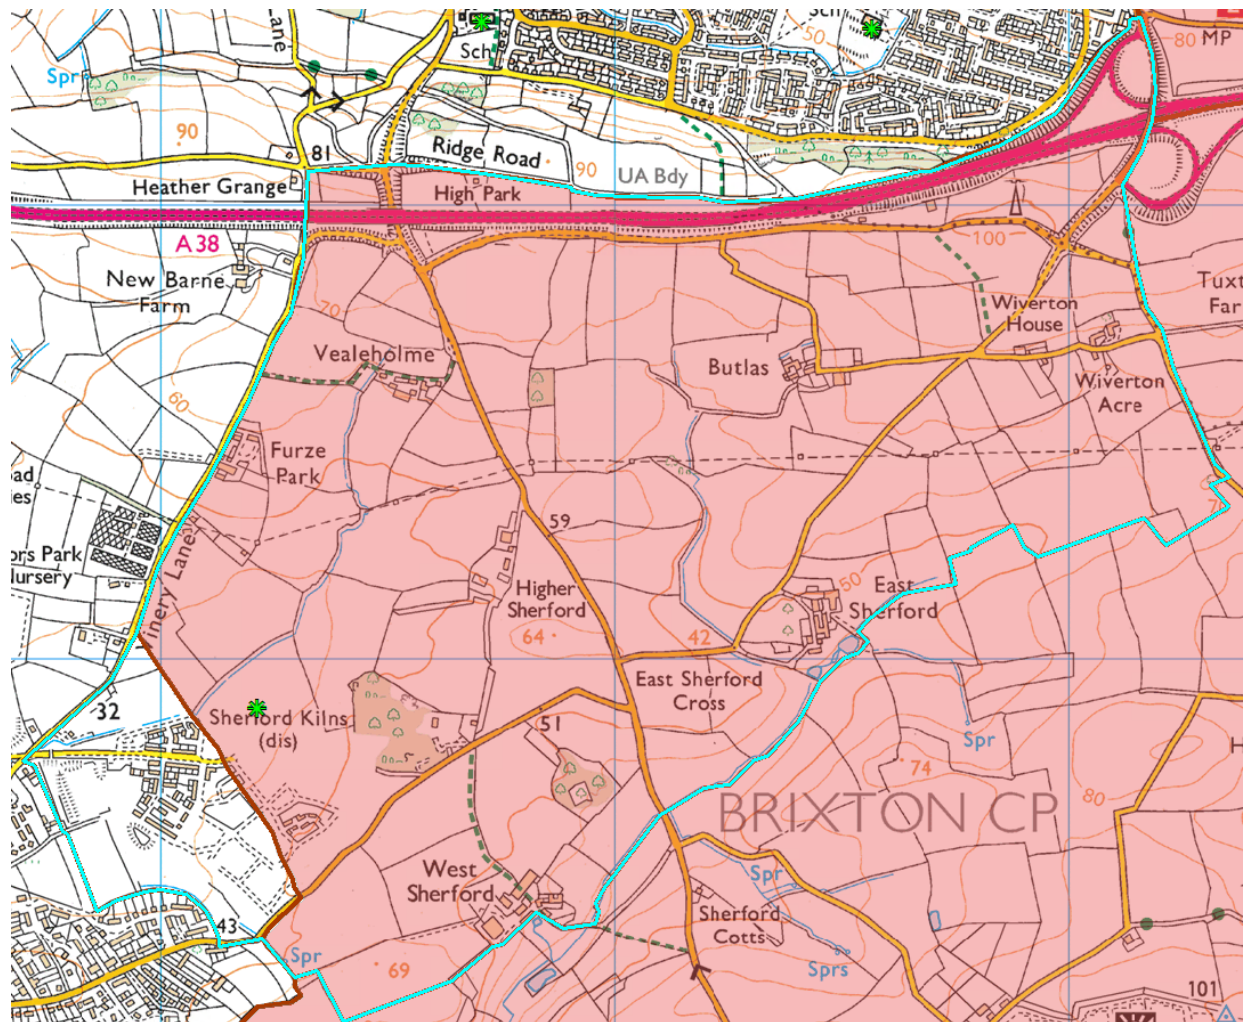 Lane
Sch
Sch
50
80
MP
Spr
90
81
Ridge Road
90
UA Bdy
Heather Grange
High Park
A 38
100
New Barne
Farm
70
Wiverton
House
Vealeholme
Butlas
Wiverton
Acre
60
Furze
Park
59
Higher
Sherford
64
50
East
Sherford
42
East Sherford
Cross
32
Sherford Kilns
(dis)
51
Spr
74
80
BRIXTON CP
West
Sherford
Spr
43
Sherford
Cotts
Spr
69
Sprs
101